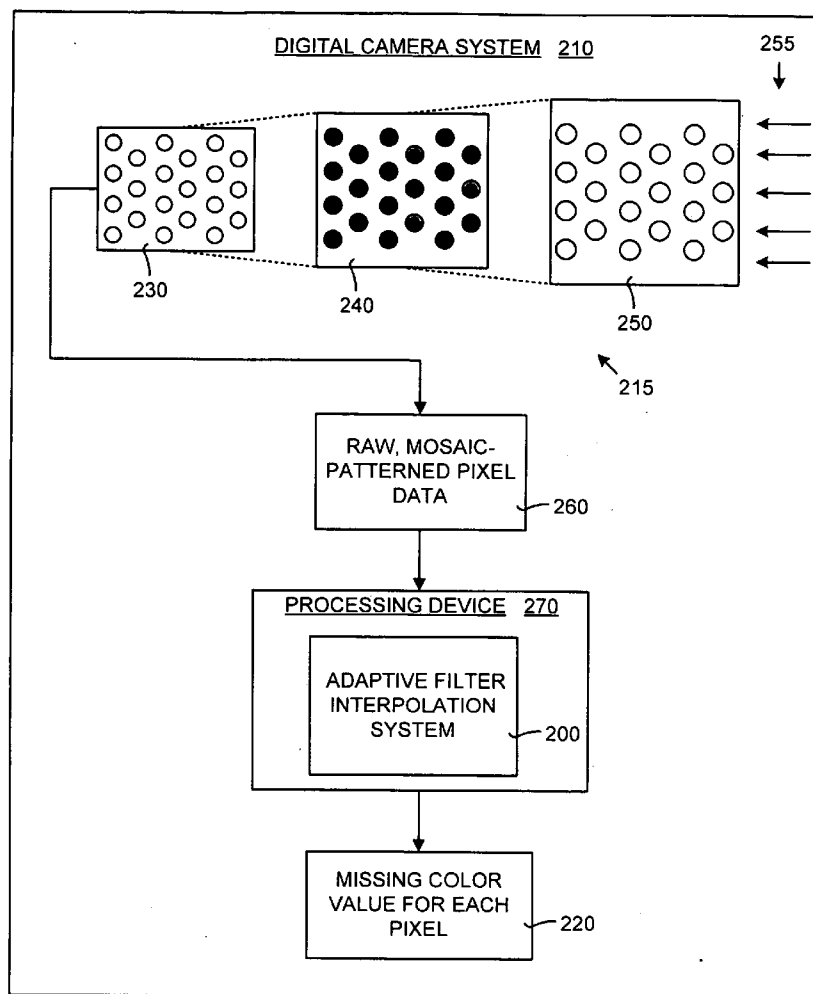 DIGITAL CAMERA SYSTEM 210
255
230
240
250
215
RAW, MOSAIC-
PATTERNED PIXEL
DATA
260
PROCESSING DEVICE 270
ADAPTIVE FILTER
INTERPOLATION
SYSTEM
200
MISSING COLOR
VALUE FOR EACH
PIXEL
220